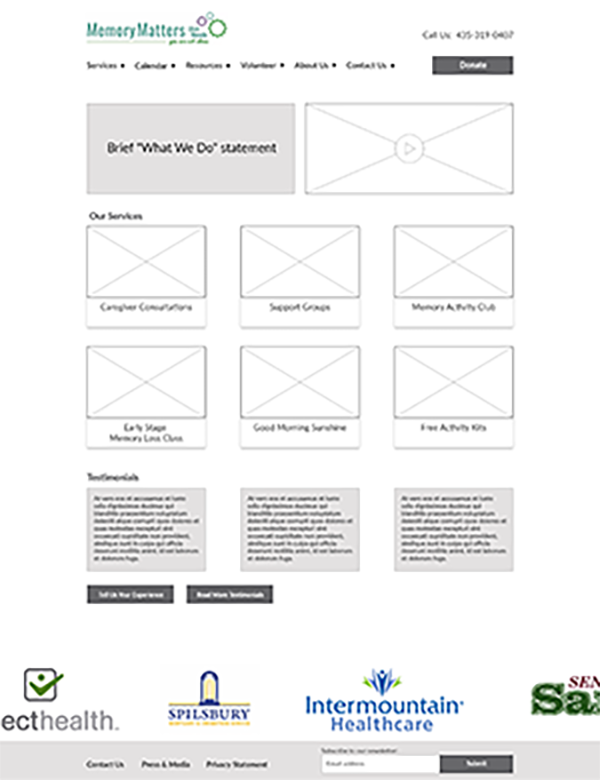 MemoryMatters
Call Us: 435-319-0407
Services Calendar Resources Volunteer About Us Contact Us
Donate
Brief "What We Do" statement
Our Services
Caregiver Consultations
Support Groups
Memory Activity Club
Early Stage
Memory Loss Class
Good Morning Sunshine
Free Activity Kits
Testimonials
At vero eos et accusamus et iusto
odio dignissimos ducimus qui
blanditiis praesentium voluptatum
deleniti atque corrupti quos dolores et
quas molestias excepturi sint
occaecati cupiditate non provident,
similique sunt in culpa qui officia
deserunt mollitia animi, id est laborum
et dolorum fuga.
At vero eos et accusamus et iusto
odio dignissimos ducimus qui
blanditiis praesentium voluptatum
deleniti atque corrupti quos dolores et
quas molestias excepturi sint
occaecati cupiditate non provident,
similique sunt in culpa qui officia
deserunt mollitia animi, id est laborum
et dolorum fuga.
At vero eos et accusamus et iusto
odio dignissimos ducimus qui
blanditiis praesentium voluptatum
deleniti atque corrupti quos dolores et
quas molestias excepturi sint
occaecati cupiditate non provident,
similique sunt in culpa qui officia
deserunt mollitia animi, id est laborum
et dolorum fuga.
Tell Us Your Experience
Read More Testimonials
ecthealth.
SPILSBURY
Intermountain®
Healthcare
SEN
Sa
Subscribe to our newsletter!
Contact Us Press & Media Privacy Statement
Email address
Submit